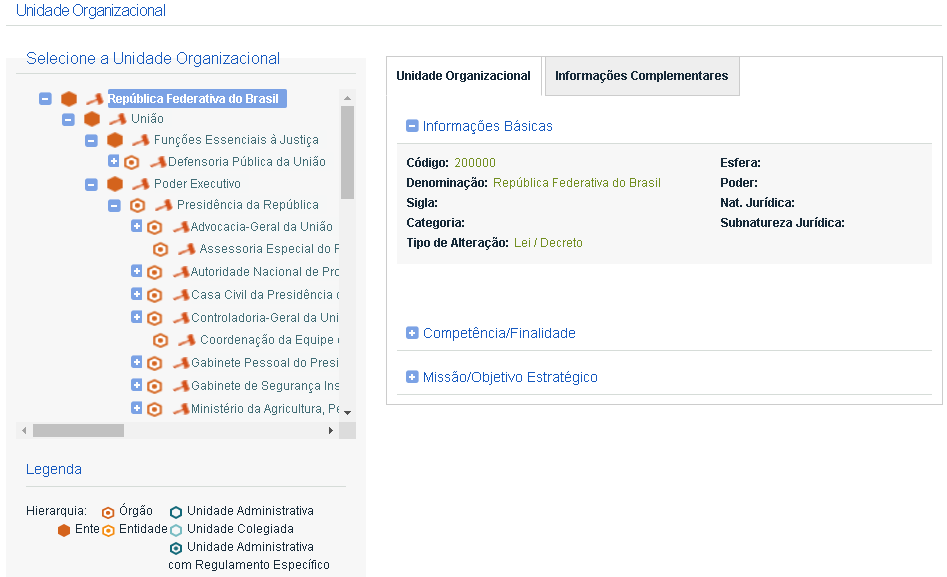 Unidade Organizacional
Selecione a Unidade Organizacional
República Federativa do Brasil
União
Funções Essenciais à Justiça
Defensoria Pública da União
Poder Executivo
Presidência da República
Advocacia-Geral da União
Assessoria Especial do
Autoridade Nacional de
Casa Civil da Presidência
Controladoria-Geral da
Coordenação da Equipe
Gabinete Pessoal do
Gabinete de Segurança
Ministério da Agricultura,
Legenda
Hierarquia: Órgão Unidade Administrativa
Ente Entidade Unidade Colegiada
Unidade Administrativa
com Regulamento Específico
Unidade Organizacional Informações Complementares
Informações Básicas
Código: 200000 Esfera:
Denominação: República Federativa do Brasil Poder:
Sigla: Nat. Jurídica:
Categoria: Subnatureza Jurídica:
Tipo de Alteração: Lei / Decreto
Competência/Finalidade
Missão/Objetivo Estratégico